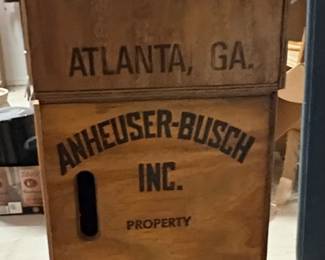 ATLANTA, GA.
ANHEUSER-BUSCH
INC.
PROPERTY